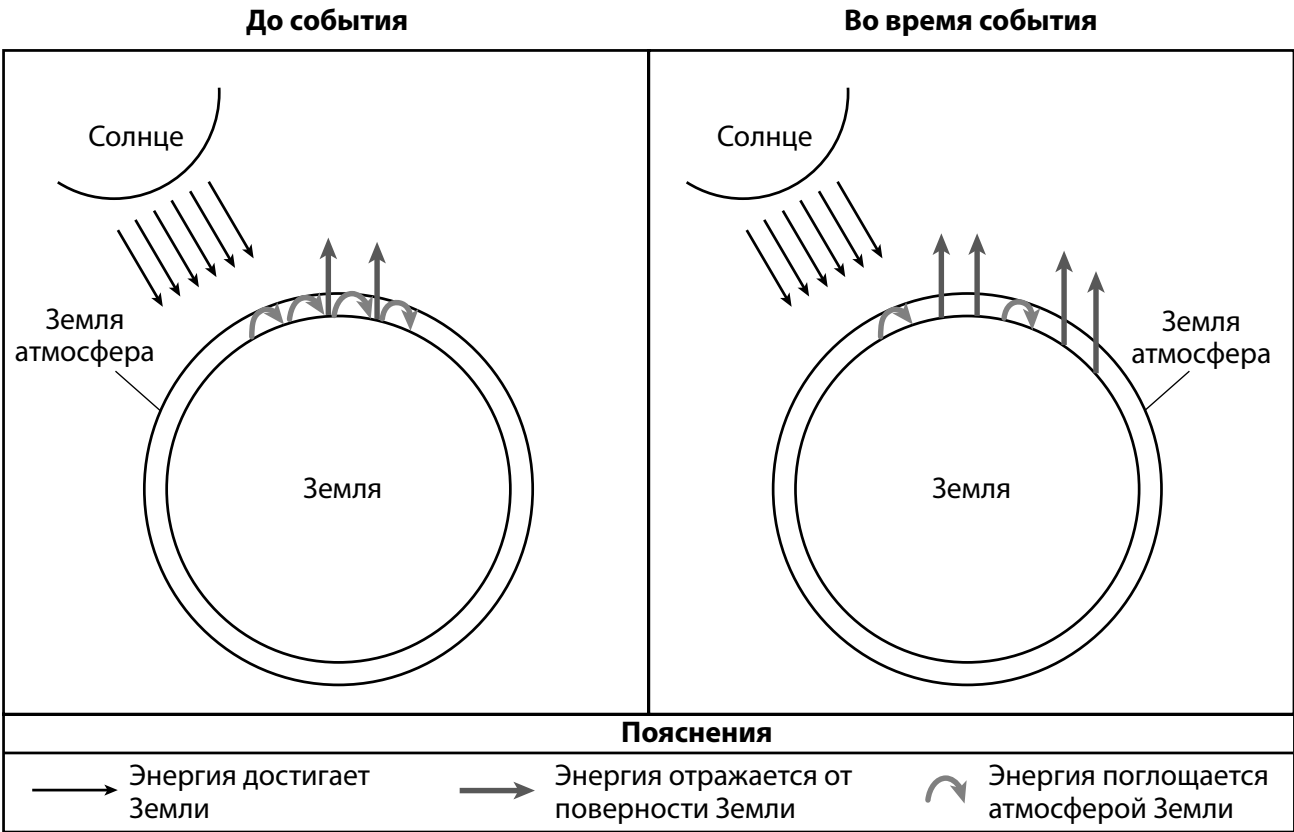 До события
Во время события
Солнце
Земля
атмосфера
Земля
Солнце
Земля
атмосфера
Земля
Пояснения
Энергия достигает
Земли
Энергия отражается от
поверности Земли
Энергия поглощается
атмосферой Земли